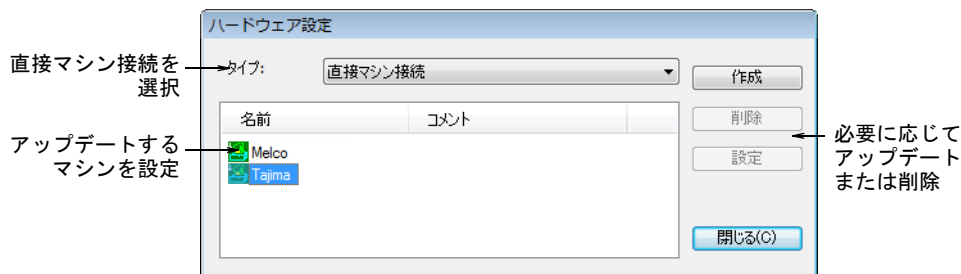 ハードウェア設定
直接マシン接続を
選択
タイプ:
直接マシン接続
作成
名前
コメント
削除
アップデートする
マシンを設定
Melco
Tajima
設定
必要に応じて
アップデート
または削除
閉じる(C)